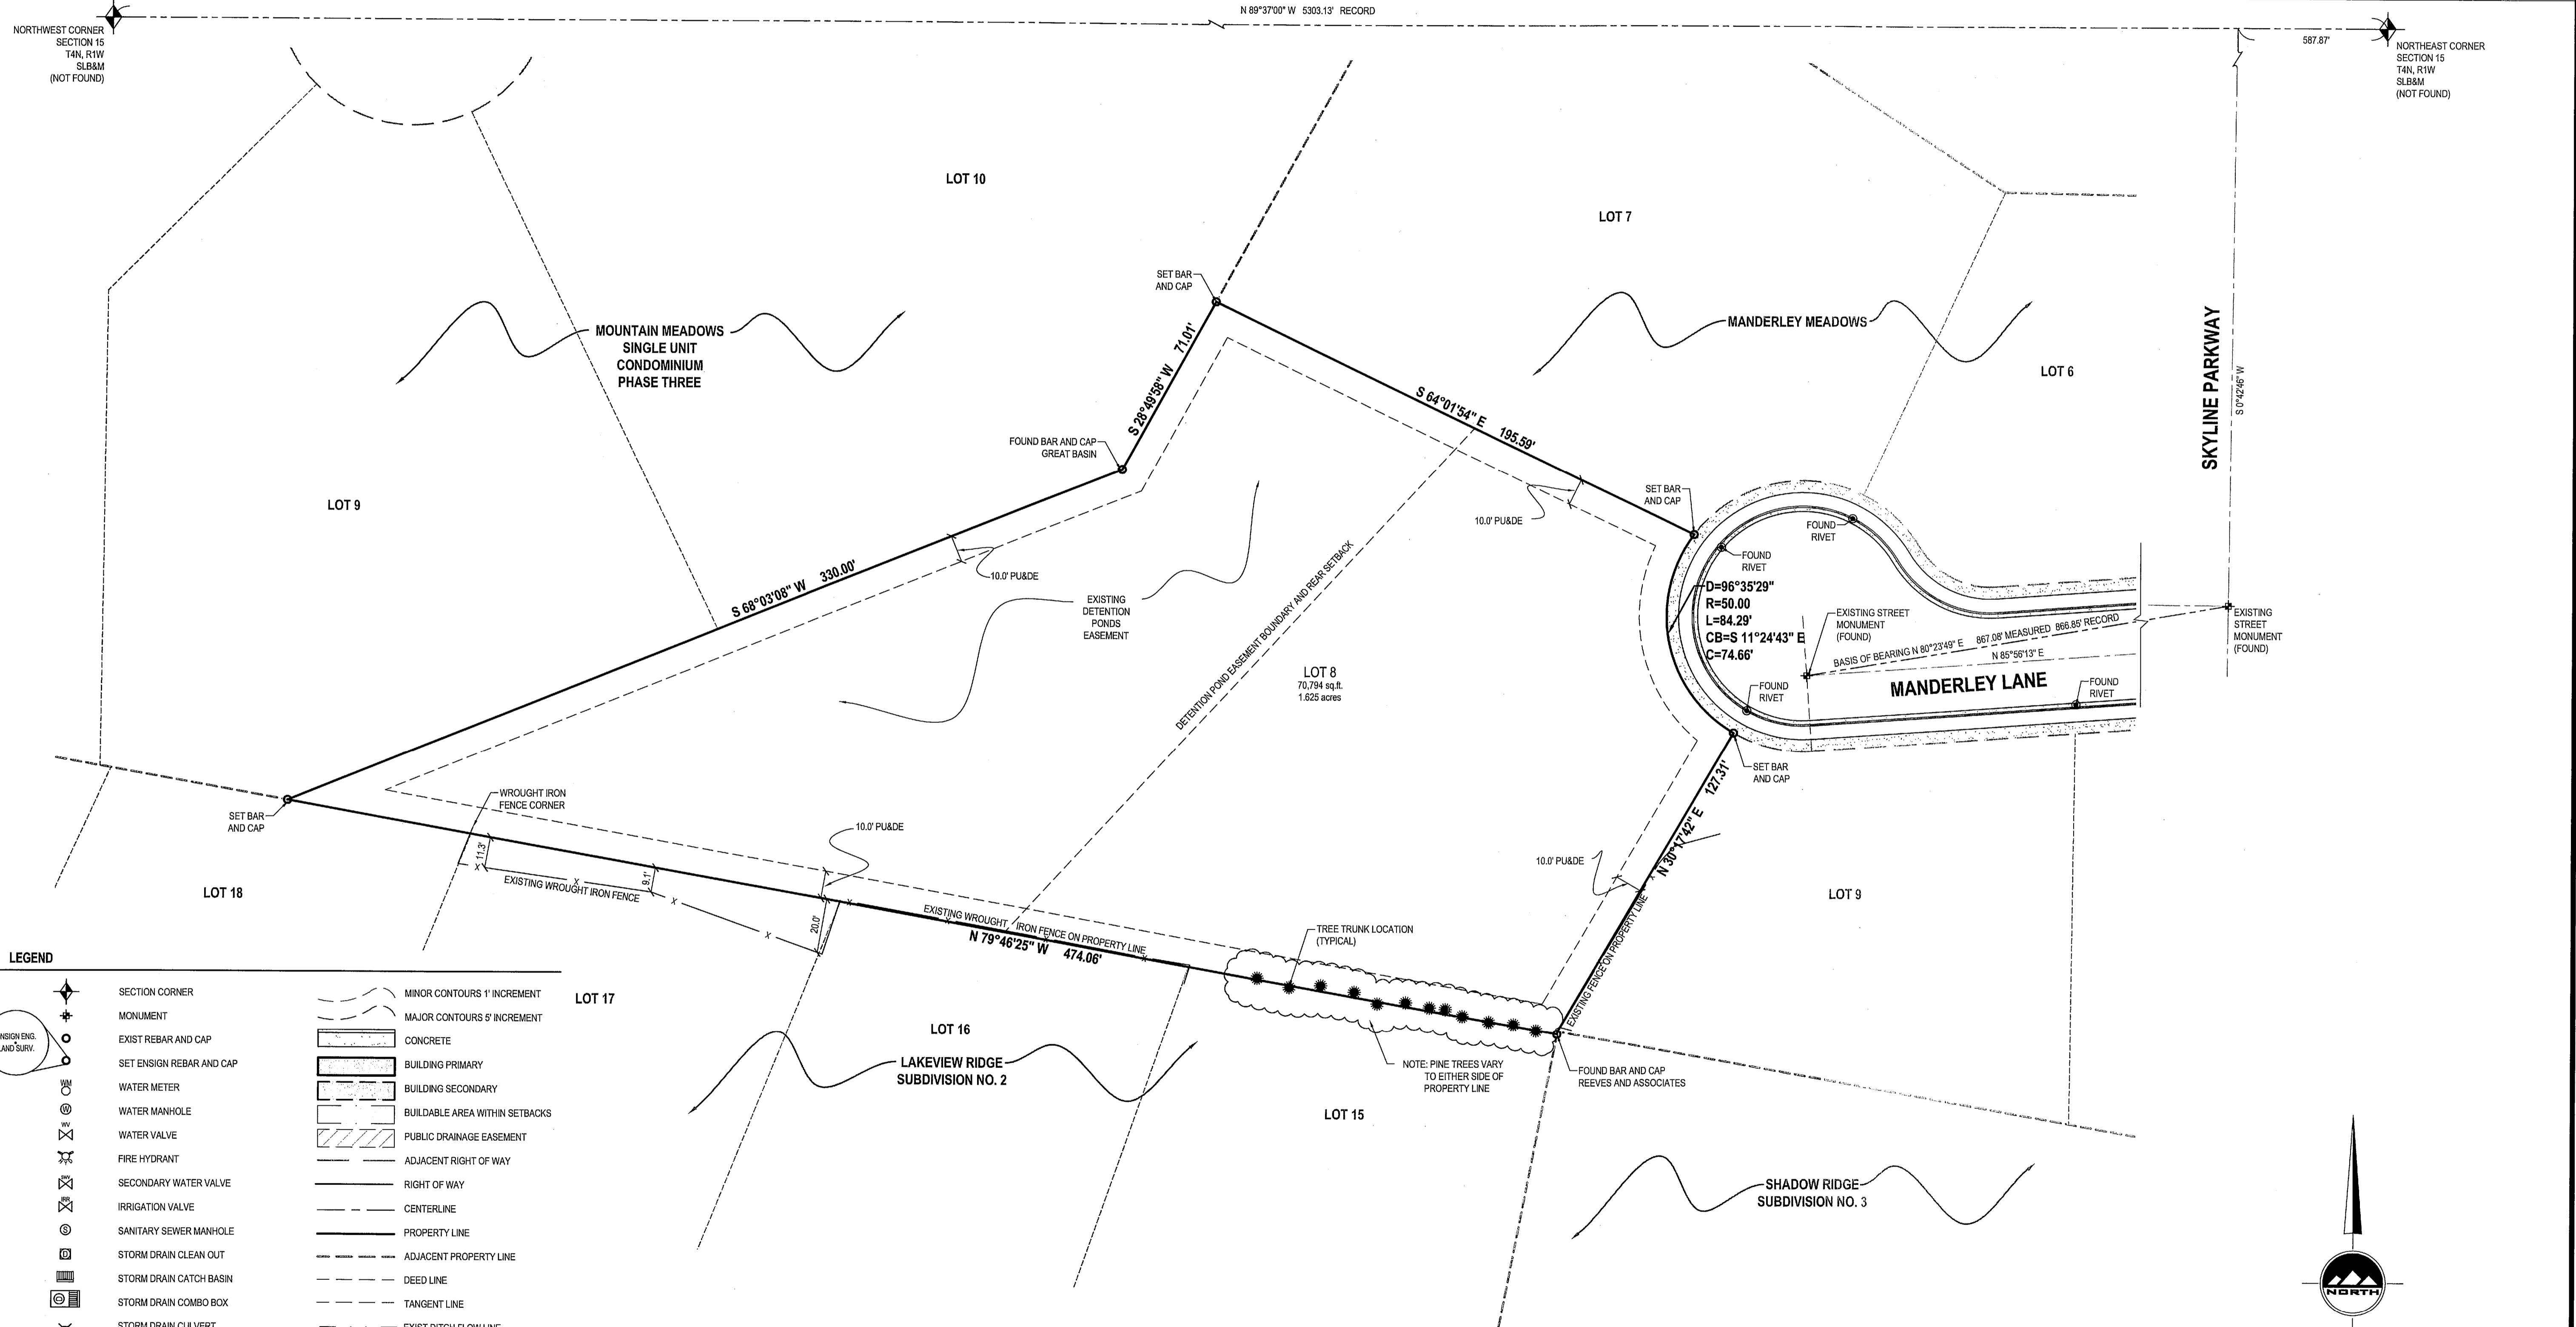 N 89°37'00" W 5303.13' RECORD
NORTHWEST CORNER
SECTION 15
T4N, R1W
SLB&M
(NOT FOUND)
587.87'
NORTHEAST CORNER
SECTION 15
T4N, R1W
SLB&M
(NOT FOUND)
LOT 10
LOT 7
SET BAR
AND CAP
MOUNTAIN MEADOWS
SINGLE UNIT
CONDOMINIUM
PHASE THREE
MANDERLEY MEADOWS
LOT 6
SKYLINE PARKWAY
S 0°42'46" W
S 28°49'58" W 71.01'
S 64°01'54" E 195.59'
FOUND BAR AND CAP
GREAT BASIN
LOT 9
SET BAR
AND CAP
10.0' PU&DE
FOUND
RIVET
FOUND
RIVET
D=96°35'29"
R=50.00
L=84.29'
CB=S 11°24'43" E
C=74.66'
EXISTING STREET
MONUMENT
(FOUND)
EXISTING
STREET
MONUMENT
(FOUND)
BASIS OF BEARING N 80°23'49" E 867.08' MEASURED 866.85' RECORD
N 85°56'13" E
MANDERLEY LANE
FOUND
RIVET
FOUND
RIVET
S 68°03'08" W 330.00'
10.0' PU&DE
EXISTING
DETENTION
PONDS
EASEMENT
DETENTION POND EASEMENT BOUNDARY AND REAR SETBACK
LOT 8
70,794 sq.ft.
1.625 acres
SET BAR
AND CAP
N 30°17'42" E 127.31'
SET BAR
AND CAP
WROUGHT IRON
FENCE CORNER
10.0' PU&DE
11.3'
9.1'
20.0'
EXISTING WROUGHT IRON FENCE
LOT 18
EXISTING WROUGHT IRON FENCE ON PROPERTY LINE
N 79°46'25" W 474.06'
10.0' PU&DE
EXISTING FENCE ON PROPERTY LINE
LOT 9
TREE TRUNK LOCATION
(TYPICAL)
LOT 17
LOT 16
LAKEVIEW RIDGE
SUBDIVISION NO. 2
NOTE: PINE TREES VARY
TO EITHER SIDE OF
PROPERTY LINE
FOUND BAR AND CAP
REEVES AND ASSOCIATES
LOT 15
SHADOW RIDGE
SUBDIVISION NO. 3
NORTH
LEGEND
SECTION CORNER
MONUMENT
EXIST REBAR AND CAP
NSIGN ENG.
LAND SURV.
SET ENSIGN REBAR AND CAP
WM
WATER METER
W
WATER MANHOLE
WV
WATER VALVE
FIRE HYDRANT
SWV
SECONDARY WATER VALVE
IRR
IRRIGATION VALVE
S
SANITARY SEWER MANHOLE
D
STORM DRAIN CLEAN OUT
STORM DRAIN CATCH BASIN
STORM DRAIN COMBO BOX
STORM DRAIN CULVERT
MINOR CONTOURS 1' INCREMENT
MAJOR CONTOURS 5' INCREMENT
CONCRETE
BUILDING PRIMARY
BUILDING SECONDARY
BUILDABLE AREA WITHIN SETBACKS
PUBLIC DRAINAGE EASEMENT
ADJACENT RIGHT OF WAY
RIGHT OF WAY
CENTERLINE
PROPERTY LINE
ADJACENT PROPERTY LINE
DEED LINE
TANGENT LINE
EXIST DITCH FLOW LINE